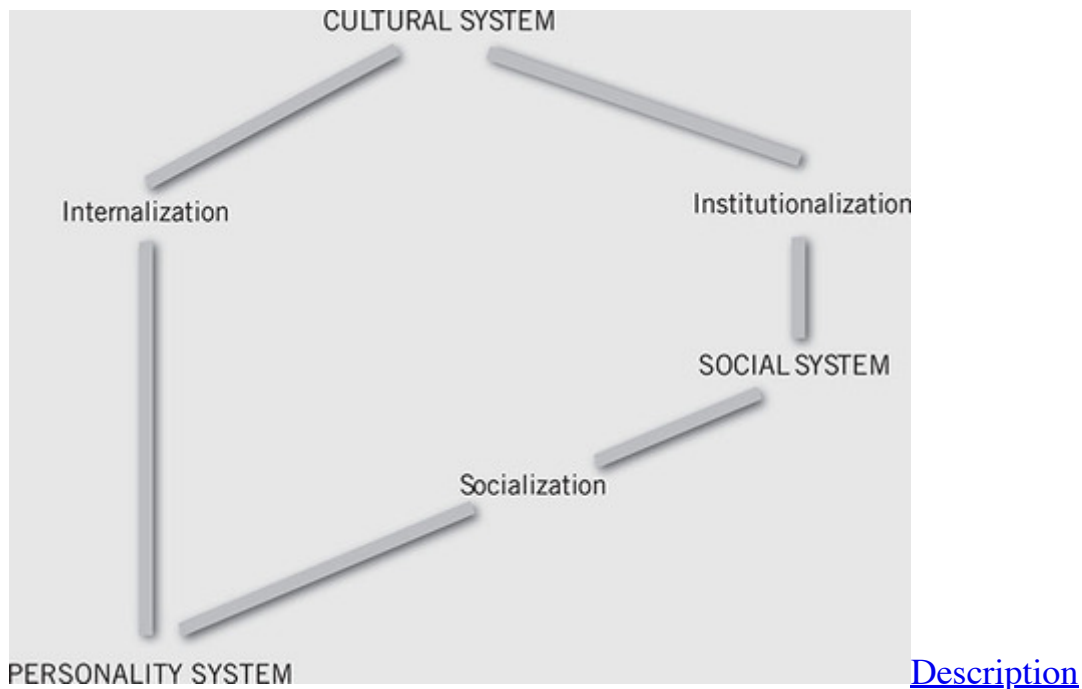 CULTURAL SYSTEM
Internalization
Institutionalization
SOCIAL SYSTEM
Socialization
PERSONALITY SYSTEM
Description